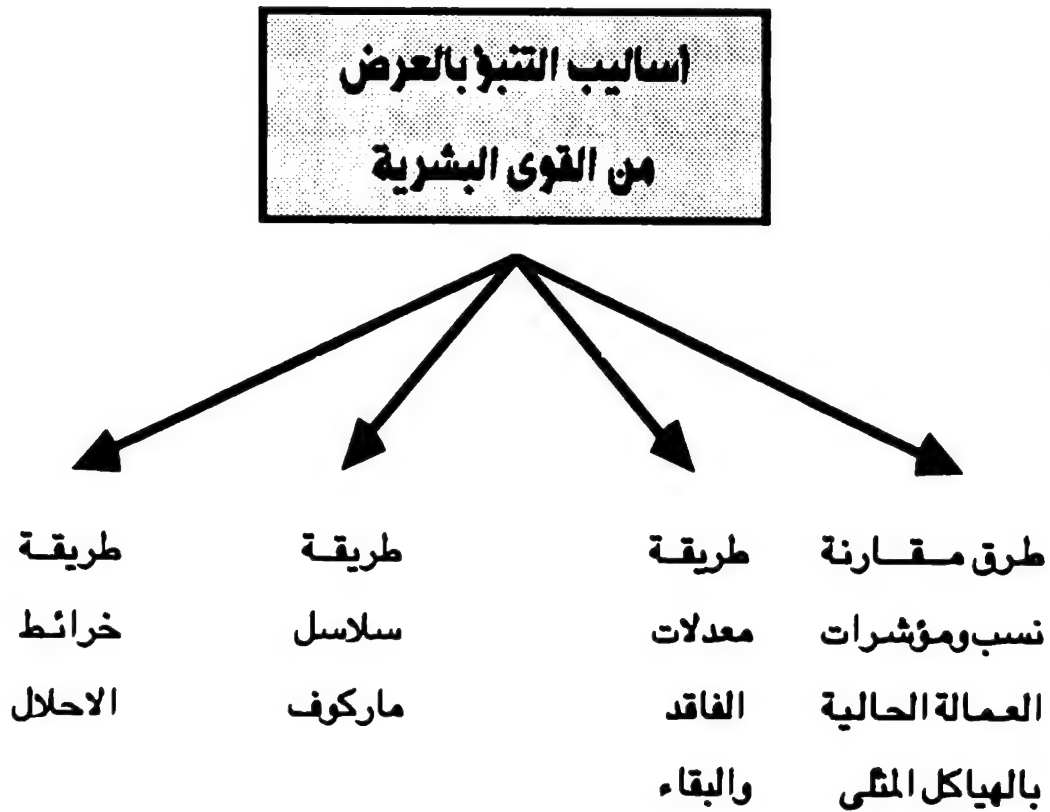 أساليب التنبؤ بالعرض
من القوى البشرية
طرق مقارنة
نسب ومؤشرات
العمالة الحالية
بالهياكل المثلى
طريقة
معدلات
الفاقد
والبقاء
طريقة
سلاسل
ماركوف
طريقة
خرائط
الاحلال